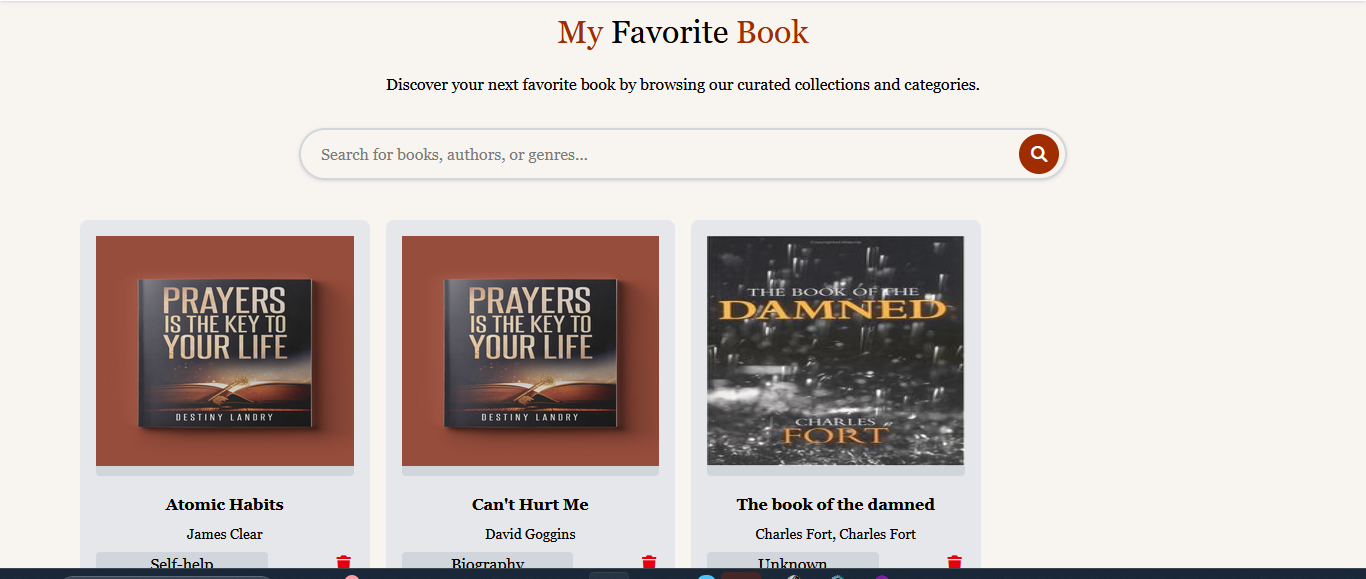 My Favorite Book
Discover your next favorite book by browsing our curated collections and categories.
Search for books, authors, or genres...
PRAYERS
IS THE KEY TO
YOUR LIFE
DESTINY LANDRY
PRAYERS
IS THE KEY TO
YOUR LIFE
DESTINY LANDRY
THE BOOK OF THE
DAMNED
CHARLES
FORT
Atomic Habits
Can't Hurt Me
The book of the damned
James Clear
David Goggins
Charles Fort, Charles Fort
Self-help
Biography
Unknown